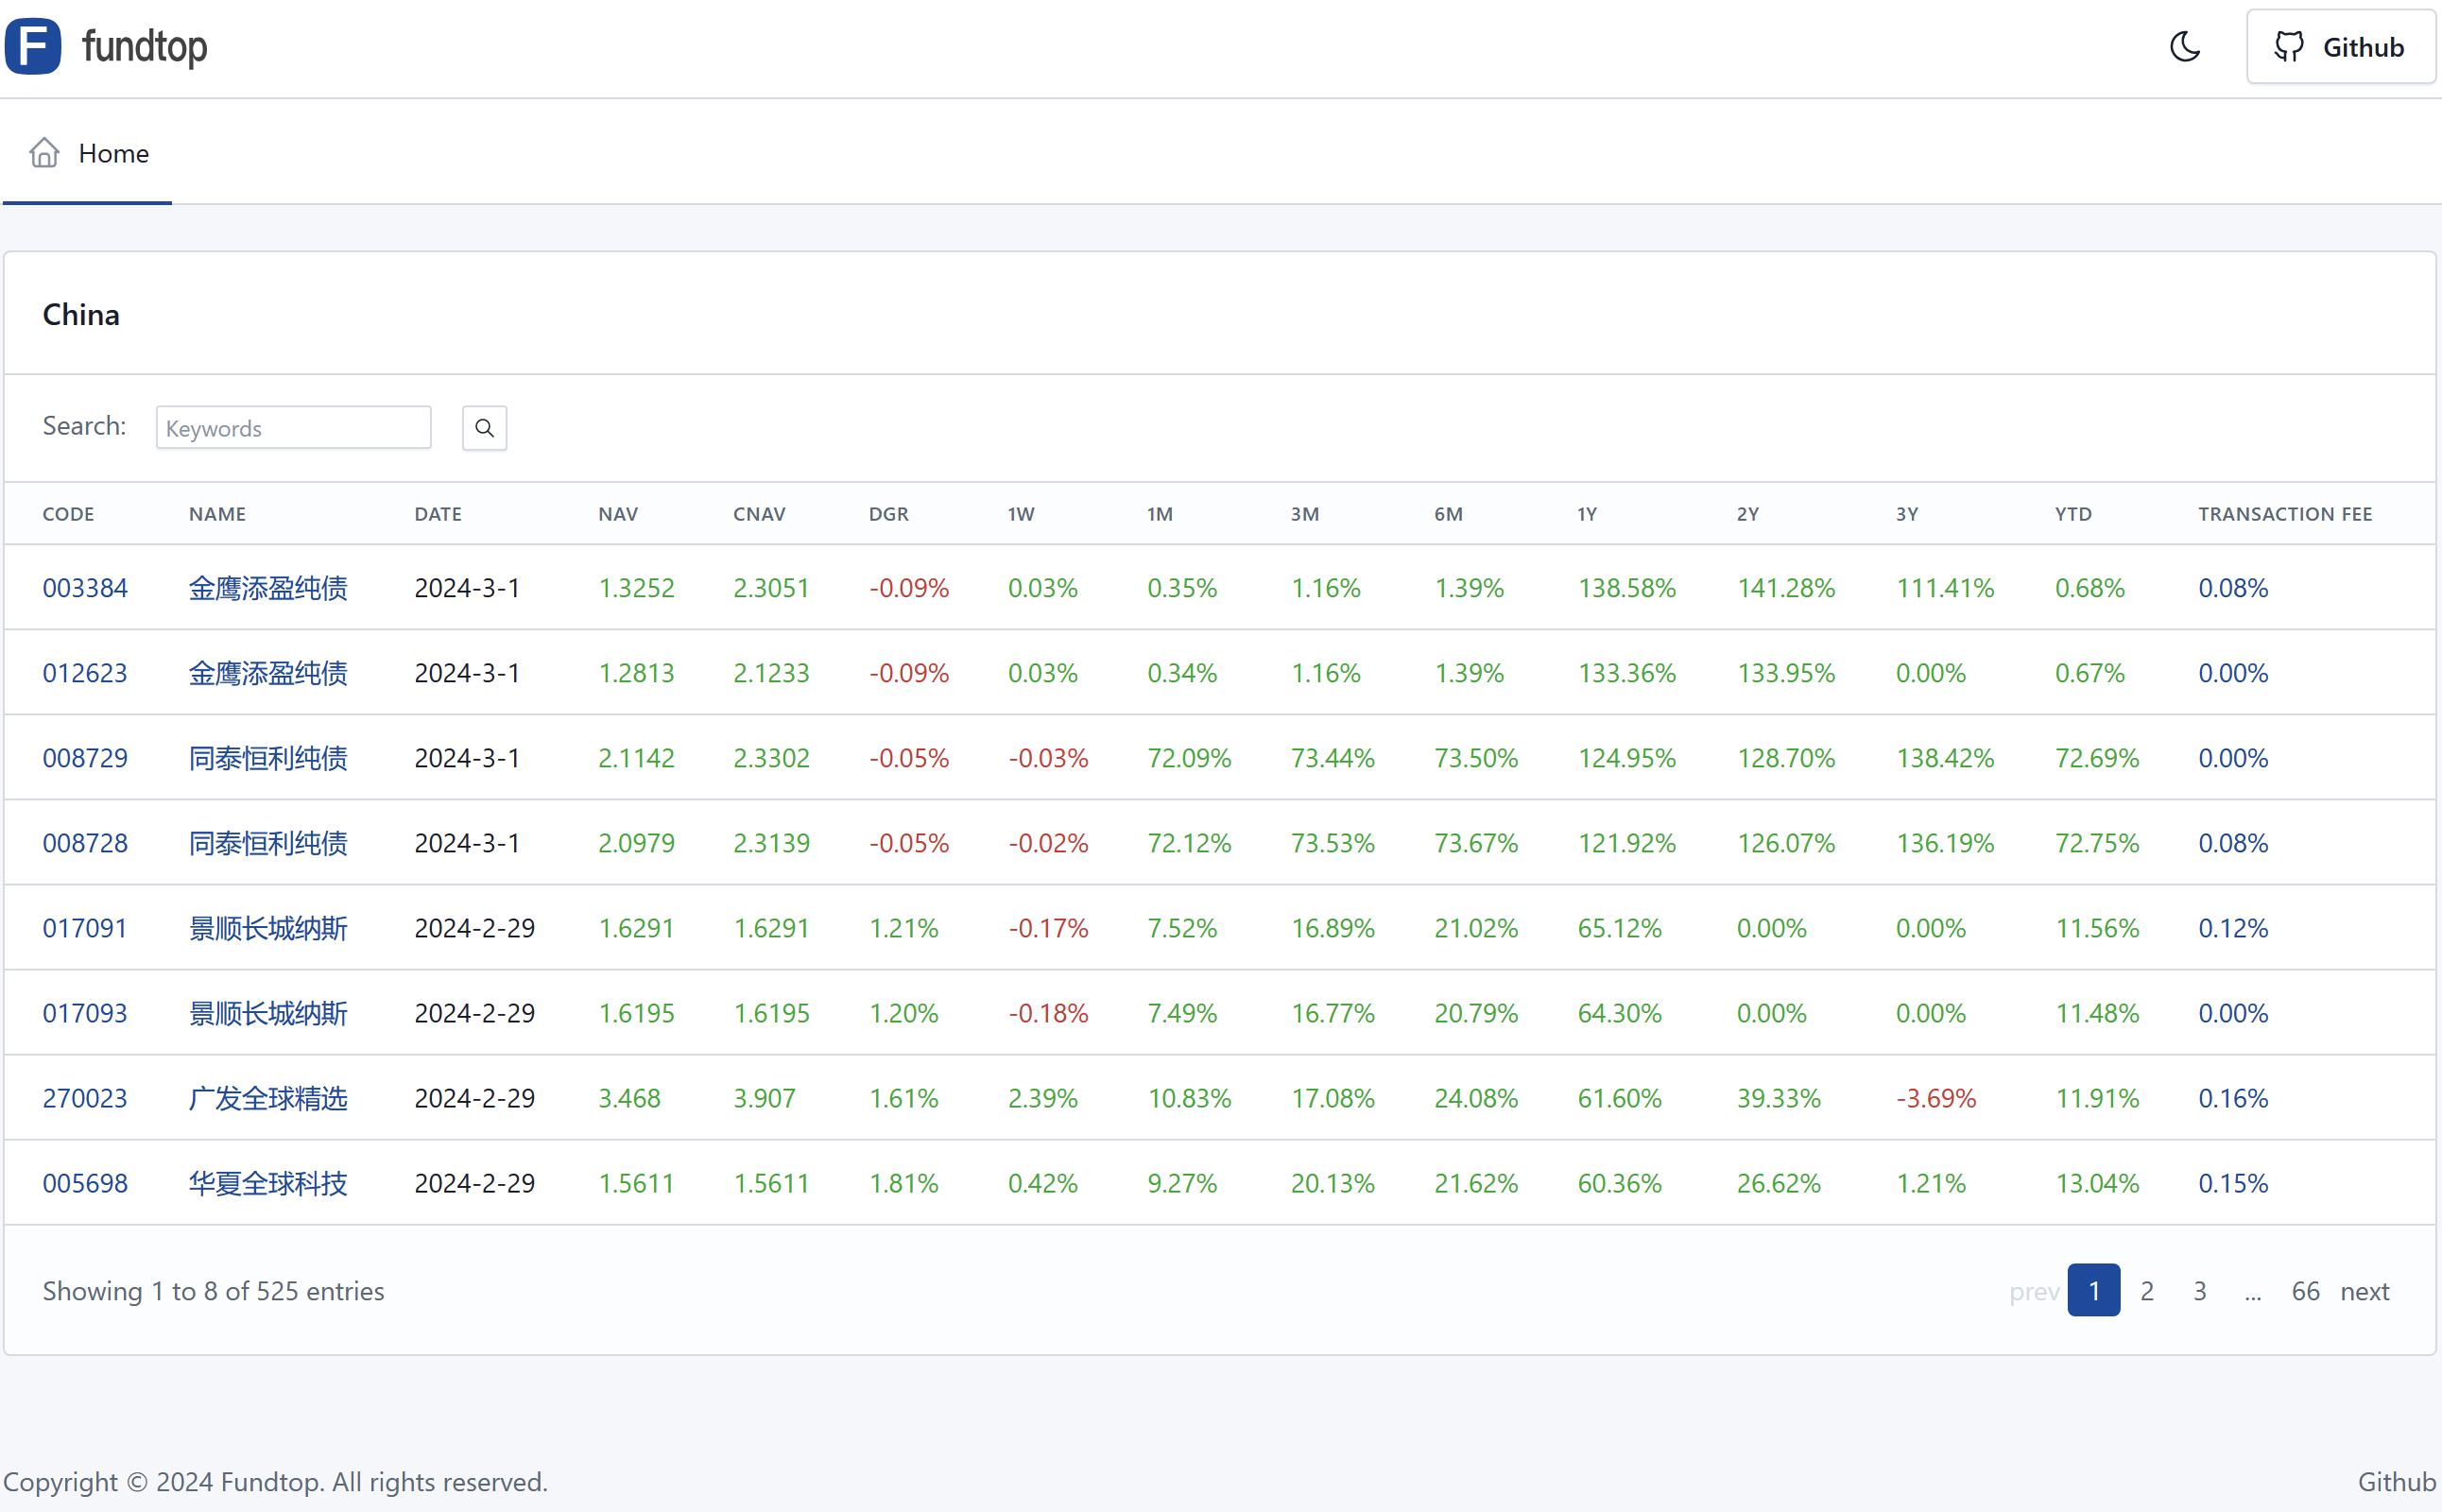 F fundtop Github
Home
China
Search: Keywords
CODE NAME DATE NAV CNAV DGR 1W 1M 3M 6M 1Y 2Y 3Y YTD TRANSACTION FEE
003384 金鹰添盈纯债 2024-3-1 1.3252 2.3051 -0.09% 0.03% 0.35% 1.16% 1.39% 138.58% 141.28% 111.41% 0.68% 0.08%
012623 金鹰添盈纯债 2024-3-1 1.2813 2.1233 -0.09% 0.03% 0.34% 1.16% 1.39% 133.36% 133.95% 0.00% 0.67% 0.00%
008729 同泰恒利纯债 2024-3-1 2.1142 2.3302 -0.05% -0.03% 72.09% 73.44% 73.50% 124.95% 128.70% 138.42% 72.69% 0.00%
008728 同泰恒利纯债 2024-3-1 2.0979 2.3139 -0.05% -0.02% 72.12% 73.53% 73.67% 121.92% 126.07% 136.19% 72.75% 0.08%
017091 景顺长城纳斯 2024-2-29 1.6291 1.6291 1.21% -0.17% 7.52% 16.89% 21.02% 65.12% 0.00% 0.00% 11.56% 0.12%
017093 景顺长城纳斯 2024-2-29 1.6195 1.6195 1.20% -0.18% 7.49% 16.77% 20.79% 64.30% 0.00% 0.00% 11.48% 0.00%
270023 广发全球精选 2024-2-29 3.468 3.907 1.61% 2.39% 10.83% 17.08% 24.08% 61.60% 39.33% -3.69% 11.91% 0.16%
005698 华夏全球科技 2024-2-29 1.5611 1.5611 1.81% 0.42% 9.27% 20.13% 21.62% 60.36% 26.62% 1.21% 13.04% 0.15%
Showing 1 to 8 of 525 entries prev 1 2 3 ... 66 next
Copyright © 2024 Fundtop. All rights reserved. Github